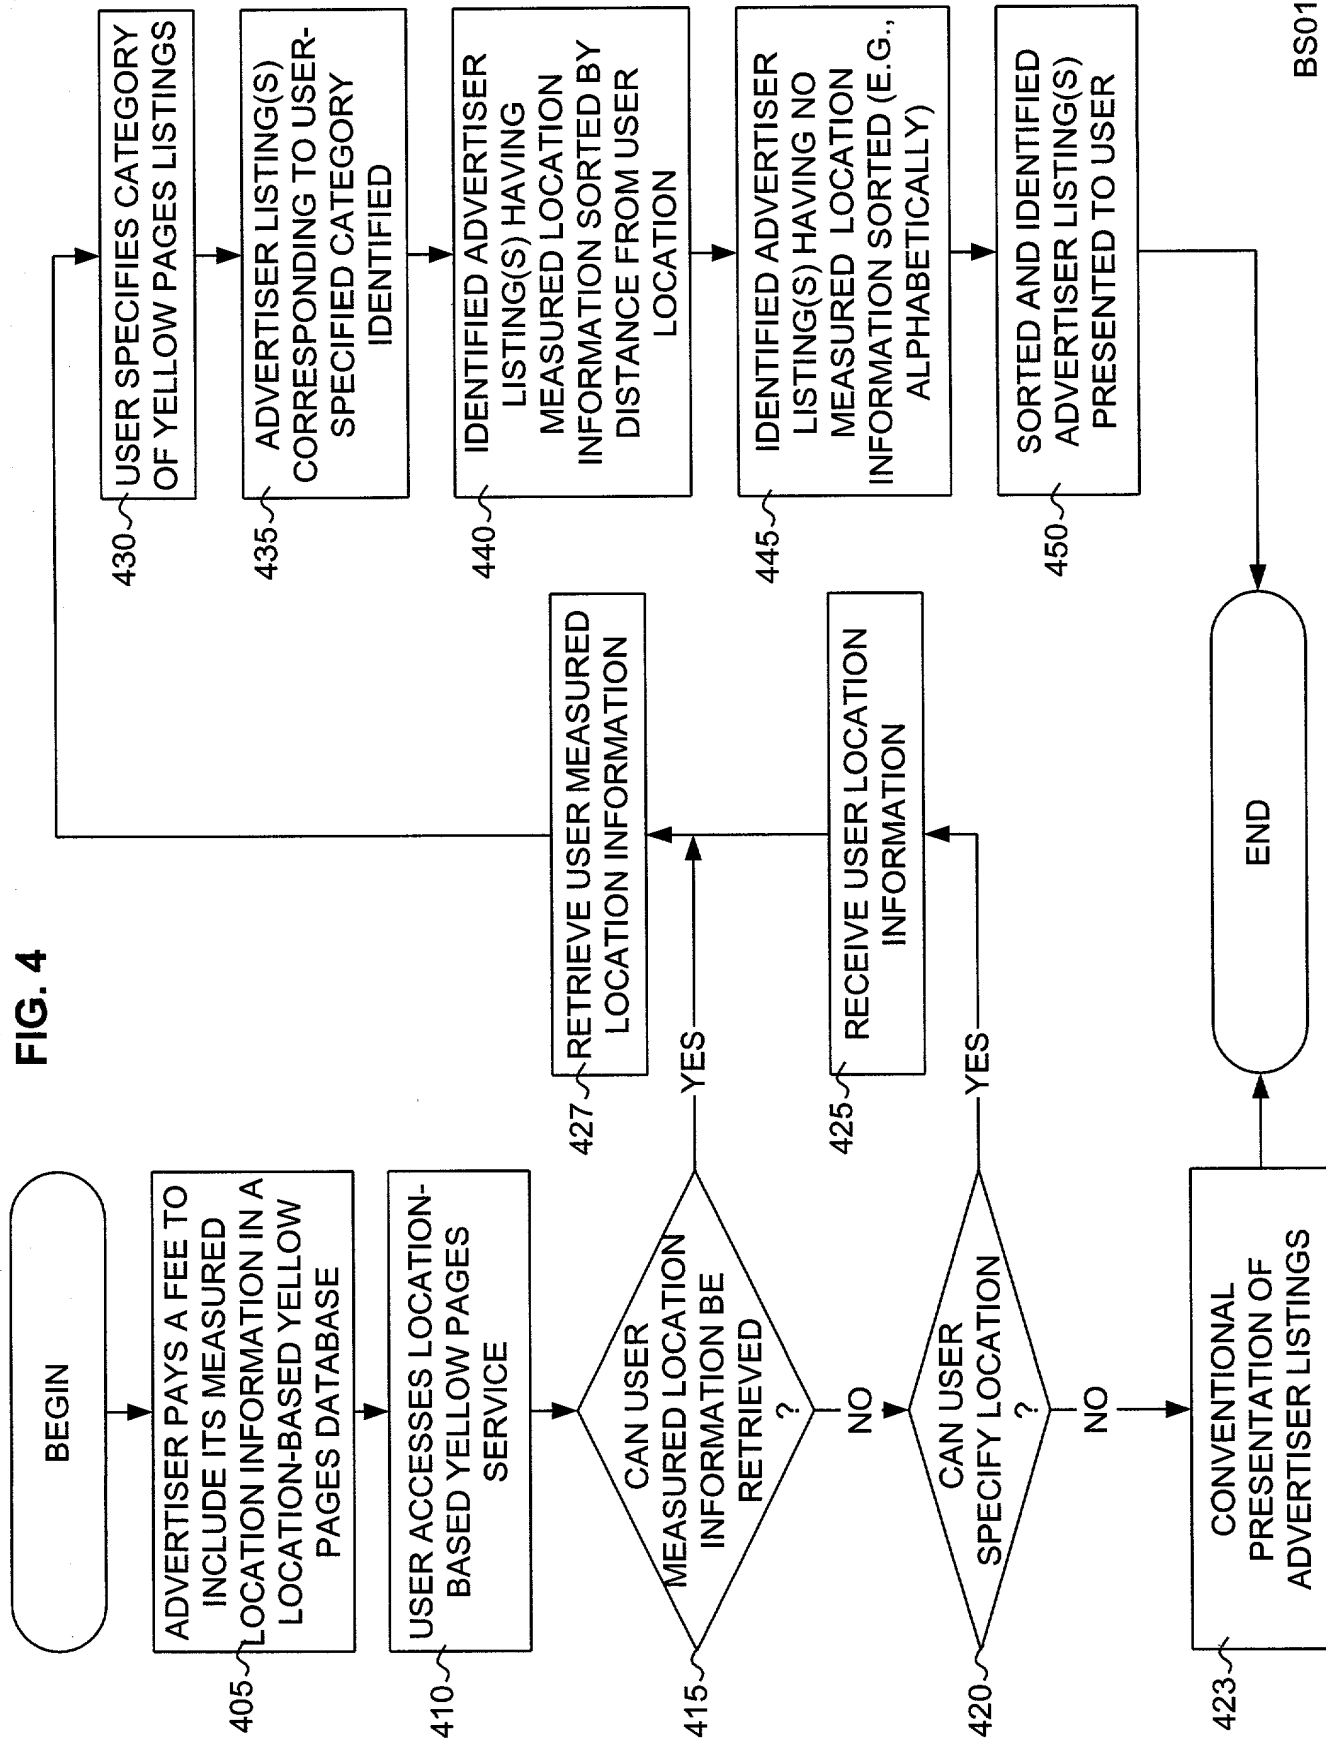 FIG. 4
BEGIN
405
ADVERTISER PAYS A FEE TO
INCLUDE ITS MEASURED
LOCATION INFORMATION IN A
LOCATION-BASED YELLOW
PAGES DATABASE
410
USER ACCESSES LOCATION-
BASED YELLOW PAGES
SERVICE
415
CAN USER
MEASURED LOCATION
INFORMATION BE
RETRIEVED
?
YES
NO
420
CAN USER
SPECIFY LOCATION
?
YES
NO
423
CONVENTIONAL
PRESENTATION OF
ADVERTISER LISTINGS
427
RETRIEVE USER MEASURED
LOCATION INFORMATION
425
RECEIVE USER LOCATION
INFORMATION
430
USER SPECIFIES CATEGORY
OF YELLOW PAGES LISTINGS
435
ADVERTISER LISTING(S)
CORRESPONDING TO USER-
SPECIFIED CATEGORY
IDENTIFIED
440
IDENTIFIED ADVERTISER
LISTING(S) HAVING
MEASURED LOCATION
INFORMATION SORTED BY
DISTANCE FROM USER
LOCATION
445
IDENTIFIED ADVERTISER
LISTING(S) HAVING NO
MEASURED LOCATION
INFORMATION SORTED (E.G.,
ALPHABETICALLY)
450
SORTED AND IDENTIFIED
ADVERTISER LISTING(S)
PRESENTED TO USER
END
BS01